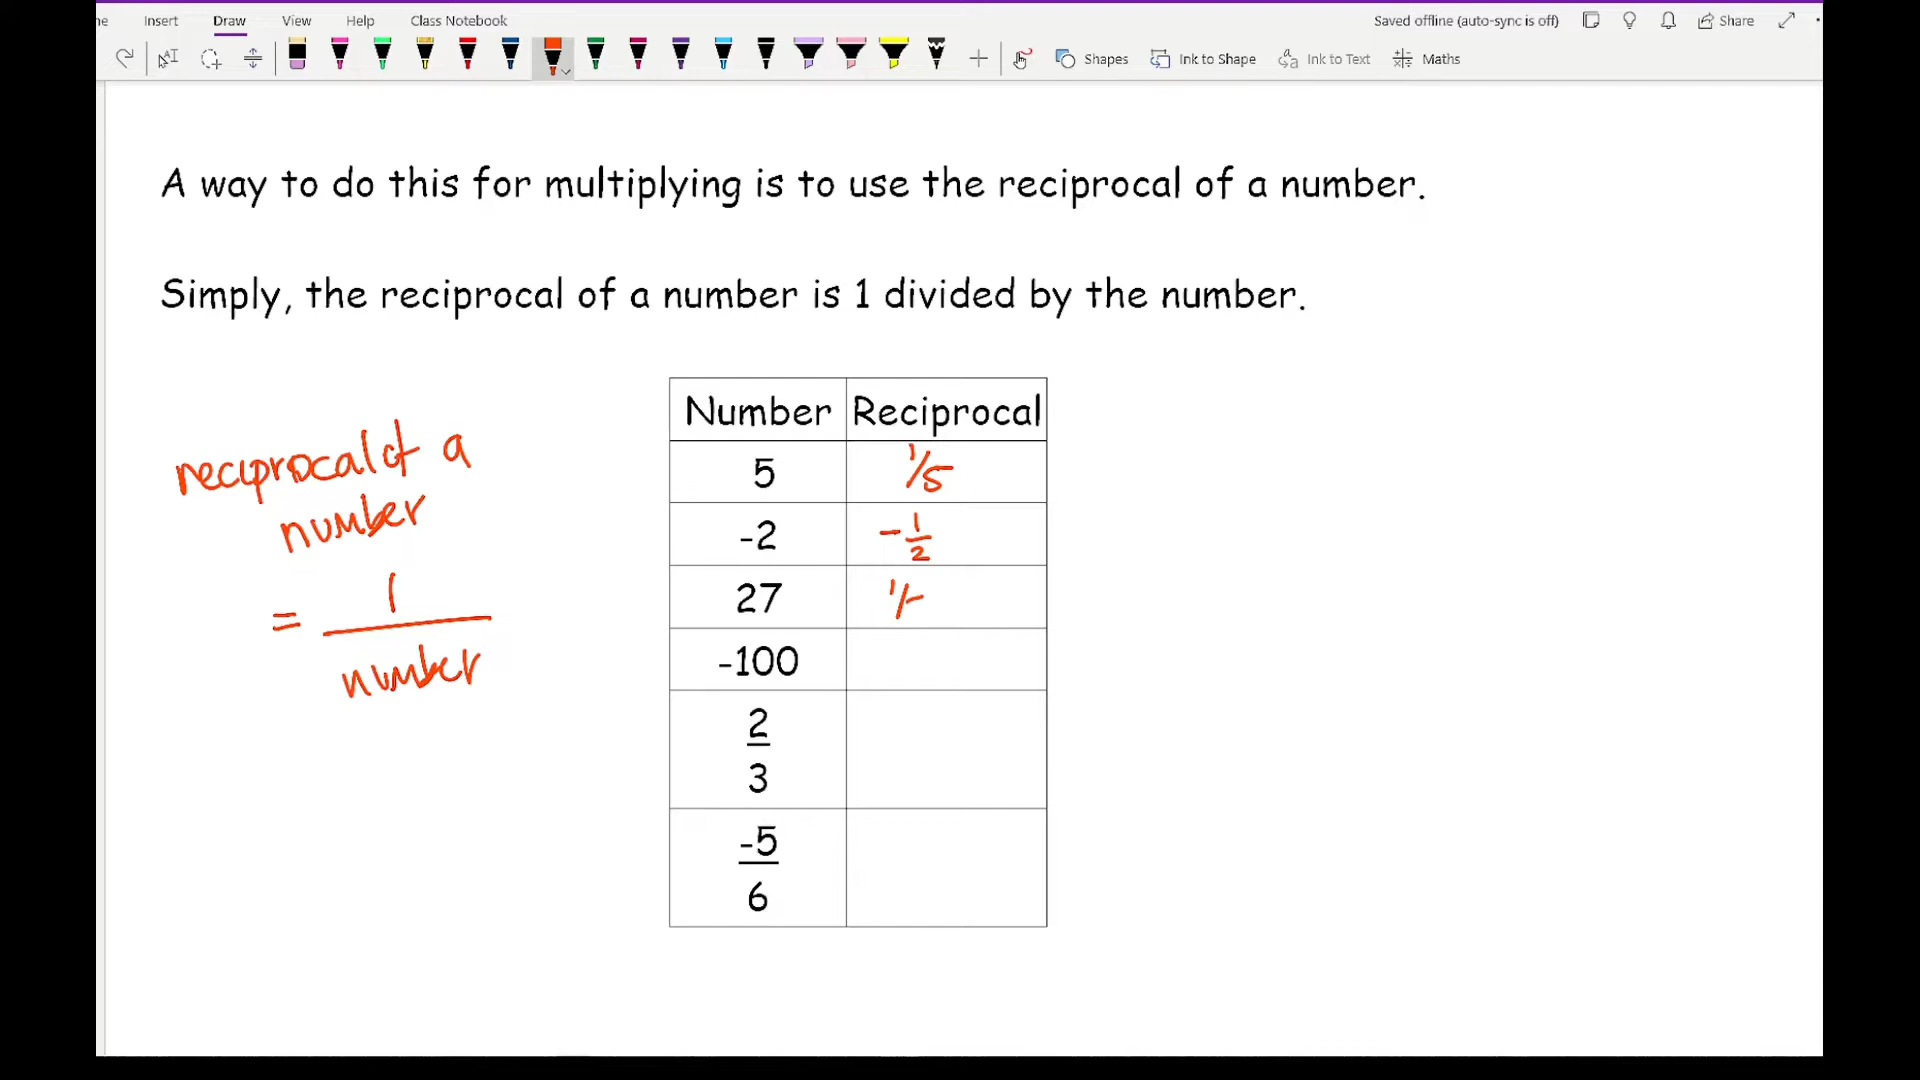 Insert Draw View Help Class Notebook Saved offline (auto-sync is off) Share
Shapes Ink to Shape Ink to Text Maths
A way to do this for multiplying is to use the reciprocal of a number.
Simply, the reciprocal of a number is 1 divided by the number.
reciprocal of a
number
= 1
number
Number Reciprocal
5 1/5
-2 - 1/2
27 1/
-100
2
3
-5
6